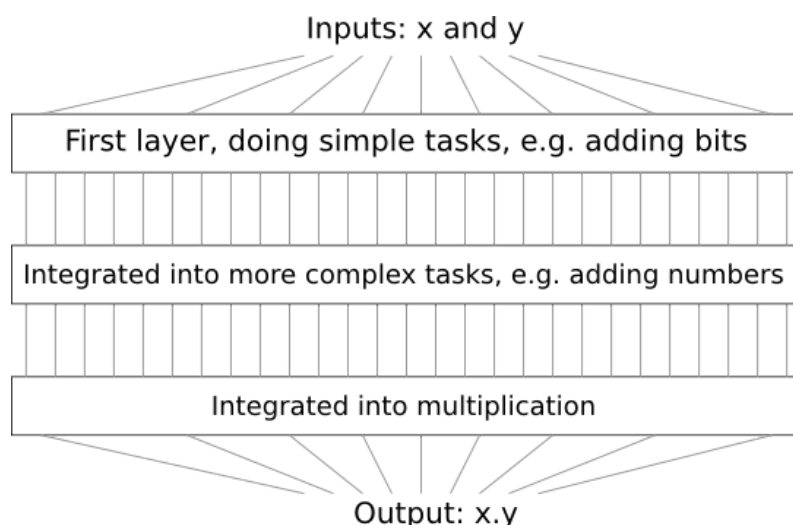 Inputs: x and y
First layer, doing simple tasks, e.g. adding bits
Integrated into more complex tasks, e.g. adding numbers
Integrated into multiplication
Output: x.y